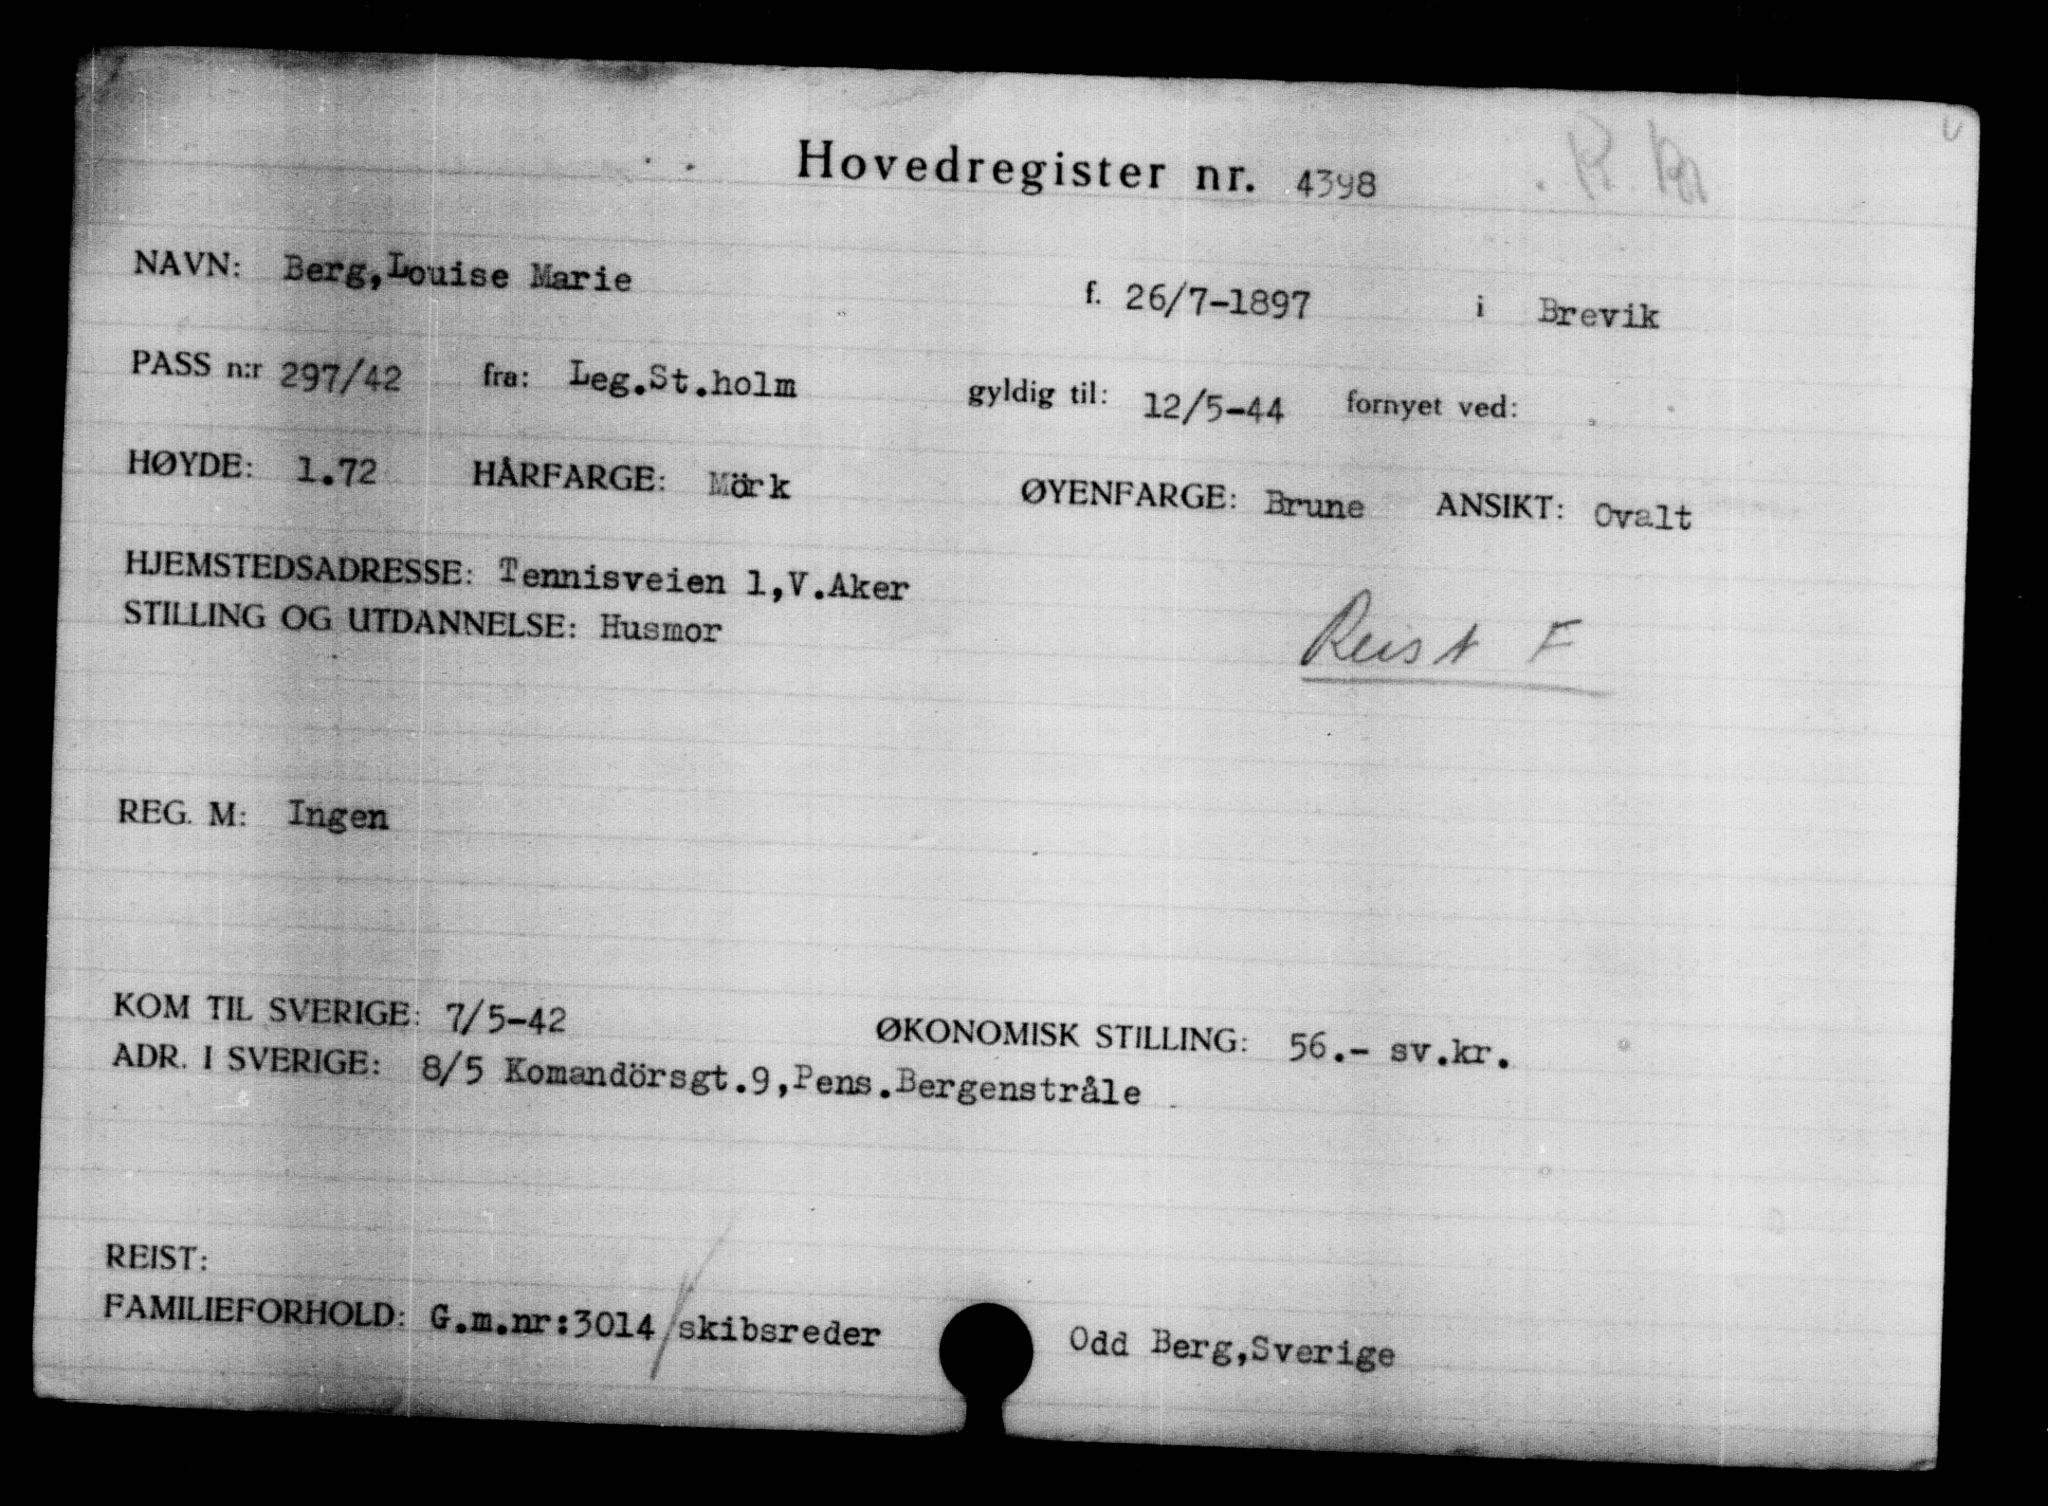 Hovedregister nr. 4398
NAVN: Berg,Louise Marie f. 26/7-1897 i Brevik
PASS n:r 297/42 fra: Leg.St.holm gyldig til: 12/5-44 fornyet ved:
HØYDE: 1.72 HÅRFARGE: Mörk ØYENFARGE: Brune ANSIKT: Ovalt
HJEMSTEDSADRESSE: Tennisveien 1,V.Aker
STILLING OG UTDANNELSE: Husmor
Reist F
REG. M: Ingen
KOM TIL SVERIGE: 7/5-42 ØKONOMISK STILLING: 56.- sv.kr.
ADR. I SVERIGE: 8/5 Komandörsgt.9,Pens.Bergenstråle
REIST:
FAMILIEFORHOLD: G.m.nr:3014/skibsreder Odd Berg,Sverige